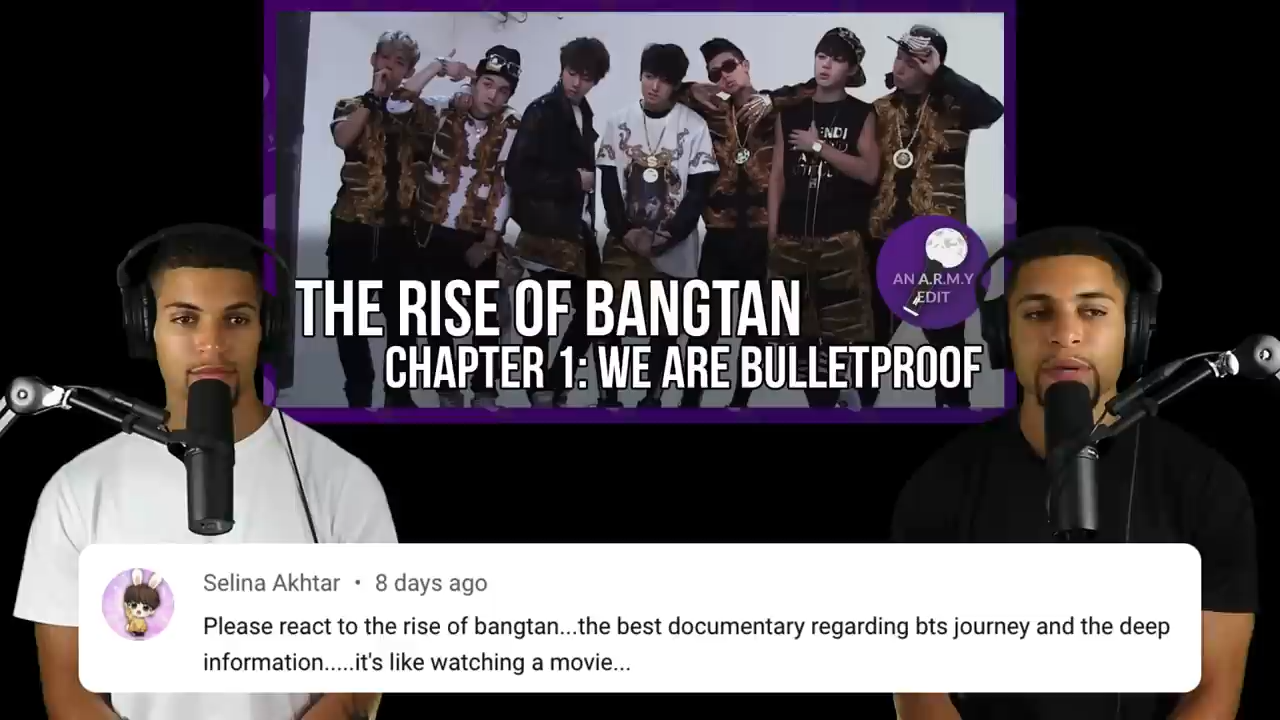 ENDI
AN A.R.M.Y
EDIT
THE RISE OF BANGTAN
CHAPTER 1: WE ARE BULLETPROOF
Selina Akhtar • 8 days ago
Please react to the rise of bangtan...the best documentary regarding bts journey and the deep
information.....it's like watching a movie...